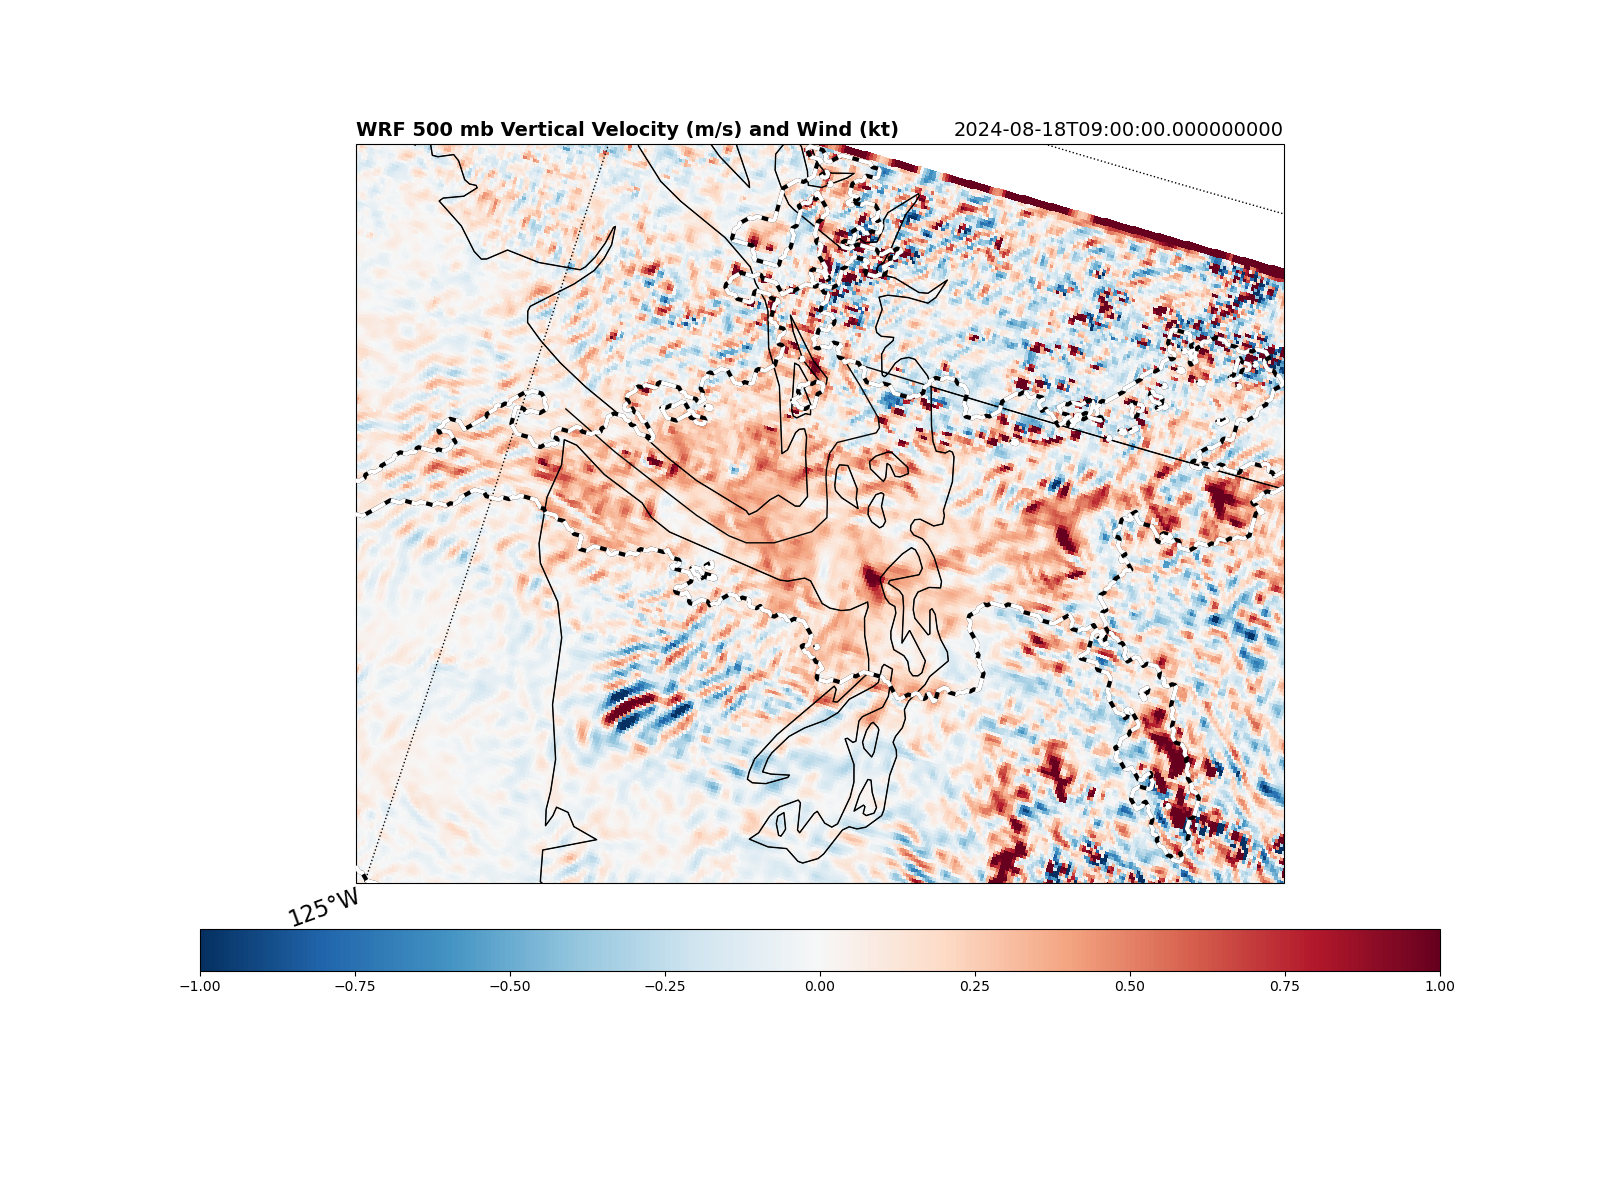 WRF 500 mb Vertical Velocity (m/s) and Wind (kt) 2024-08-18T09:00:00.000000000
125°W
−1.00 −0.75 −0.50 −0.25 0.00 0.25 0.50 0.75 1.00